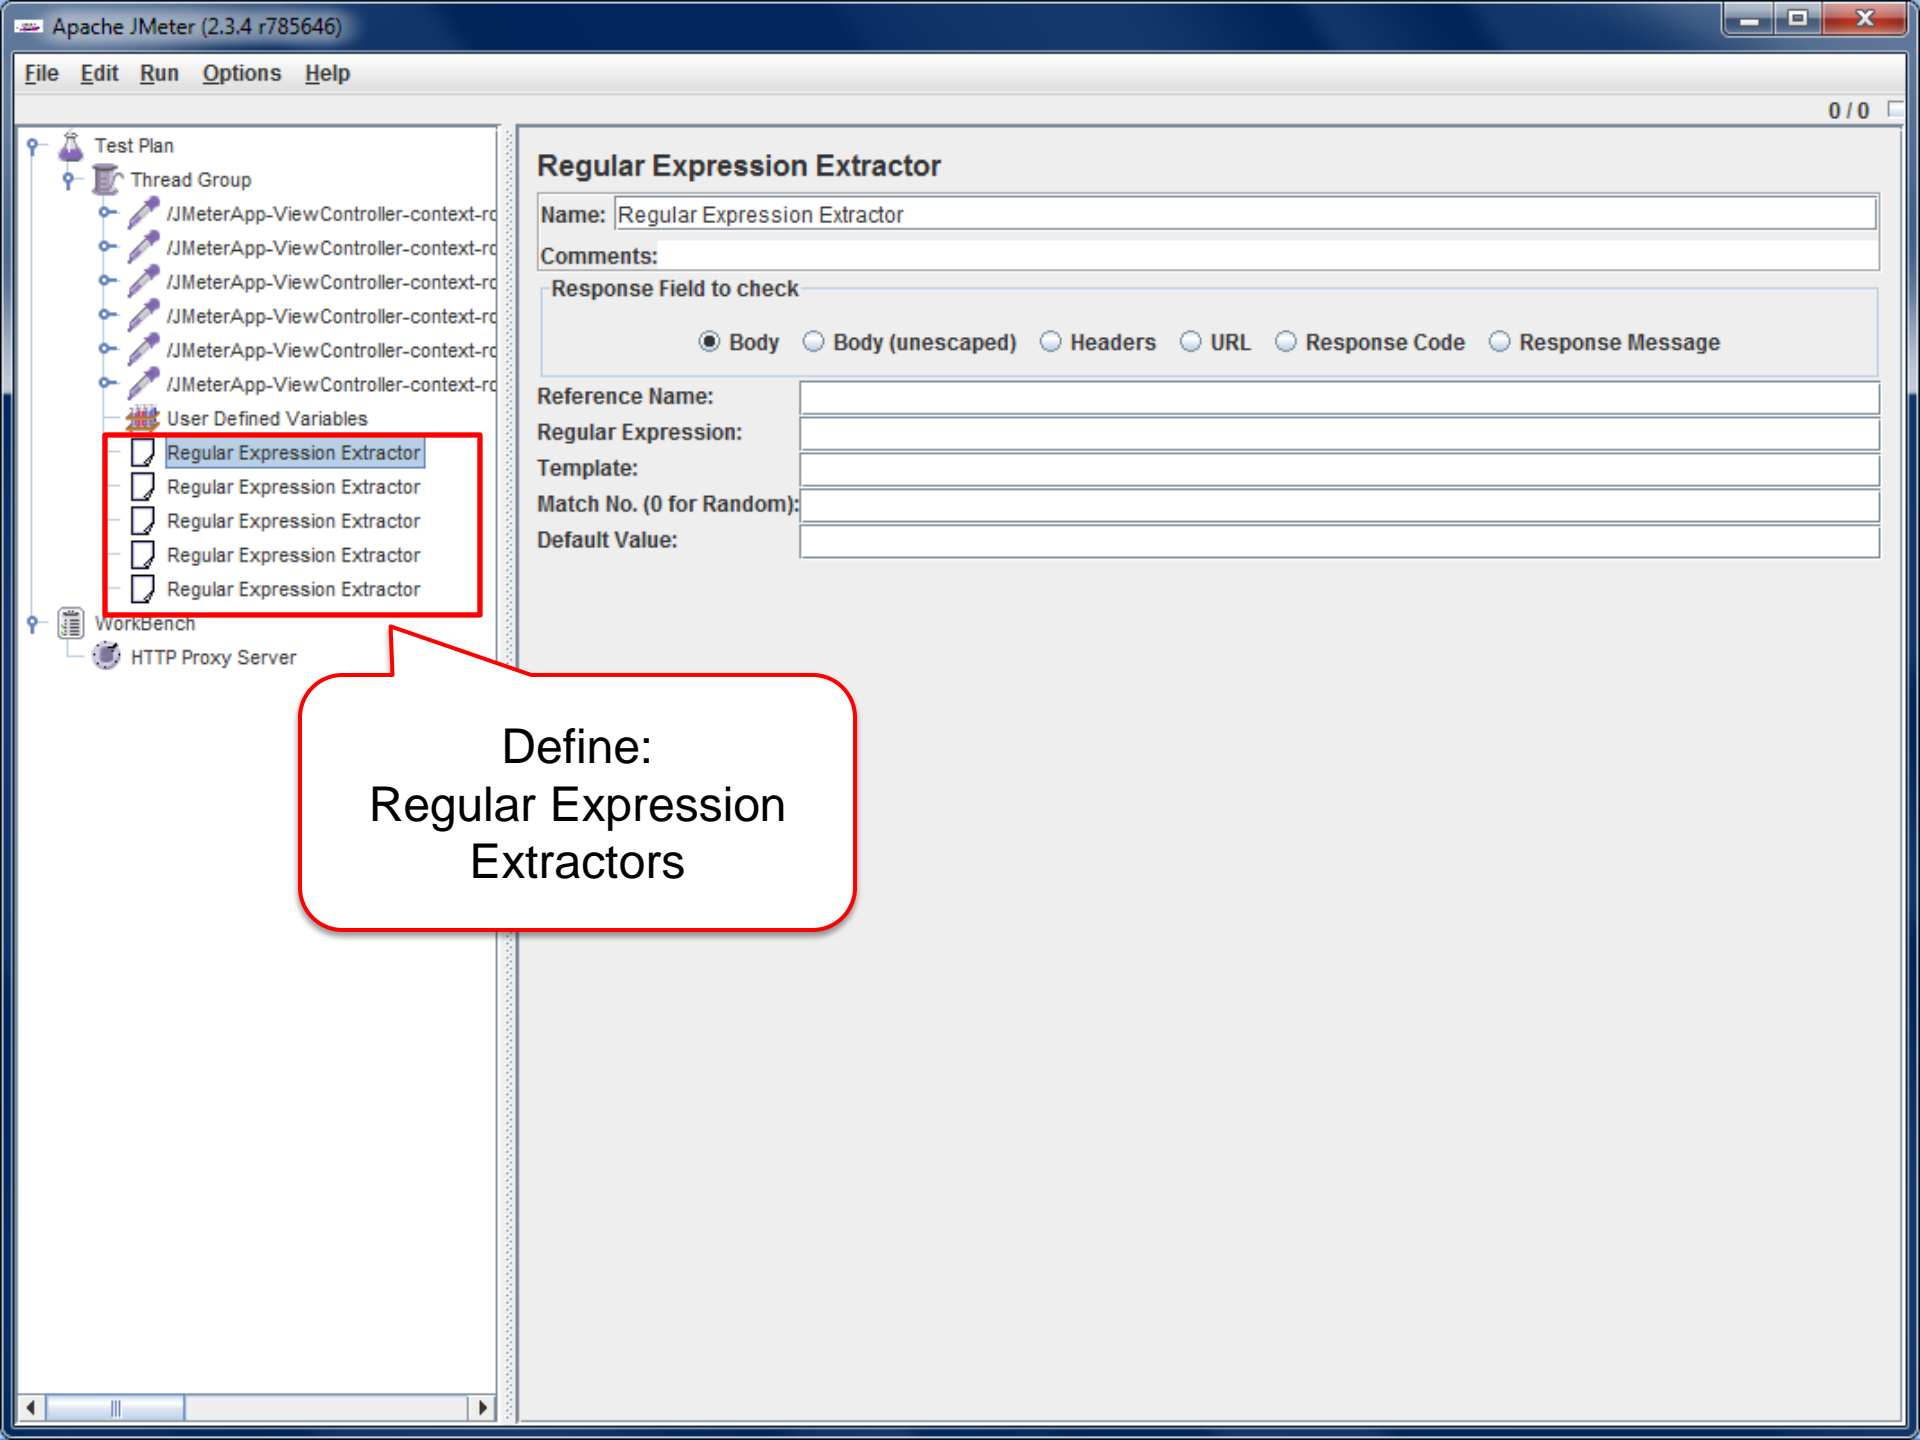 Apache JMeter (2.3.4 r785646)
File Edit Run Options Help
0 / 0
Test Plan
Thread Group
/JMeterApp-ViewController-context-ro
/JMeterApp-ViewController-context-ro
/JMeterApp-ViewController-context-ro
/JMeterApp-ViewController-context-ro
/JMeterApp-ViewController-context-ro
/JMeterApp-ViewController-context-ro
User Defined Variables
Regular Expression Extractor
Regular Expression Extractor
Regular Expression Extractor
Regular Expression Extractor
Regular Expression Extractor
WorkBench
HTTP Proxy Server
Define:
Regular Expression
Extractors
Regular Expression Extractor
Name: Regular Expression Extractor
Comments:
Response Field to check
Body Body (unescaped) Headers URL Response Code Response Message
Reference Name:
Regular Expression:
Template:
Match No. (0 for Random):
Default Value: